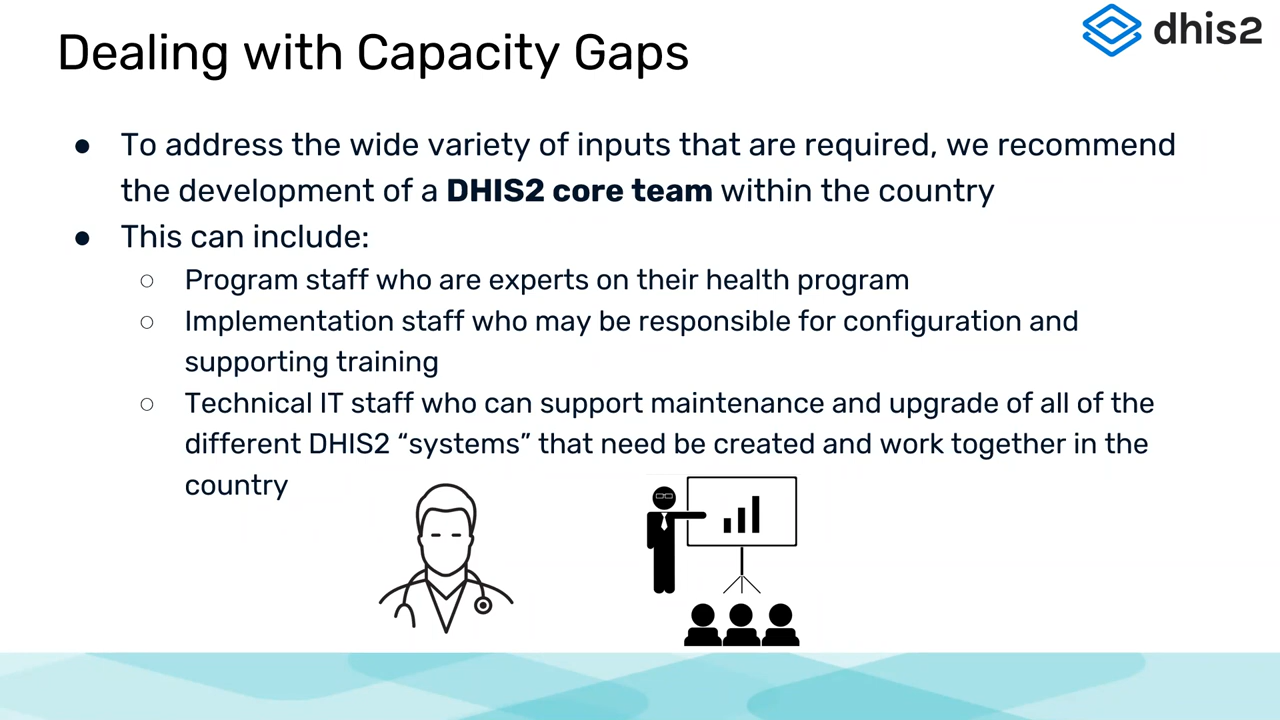 Dealing with Capacity Gaps
dhis2
● To address the wide variety of inputs that are required, we recommend
the development of a DHIS2 core team within the country
● This can include:
○ Program staff who are experts on their health program
○ Implementation staff who may be responsible for configuration and
supporting training
○ Technical IT staff who can support maintenance and upgrade of all of the
different DHIS2 “systems” that need be created and work together in the
country